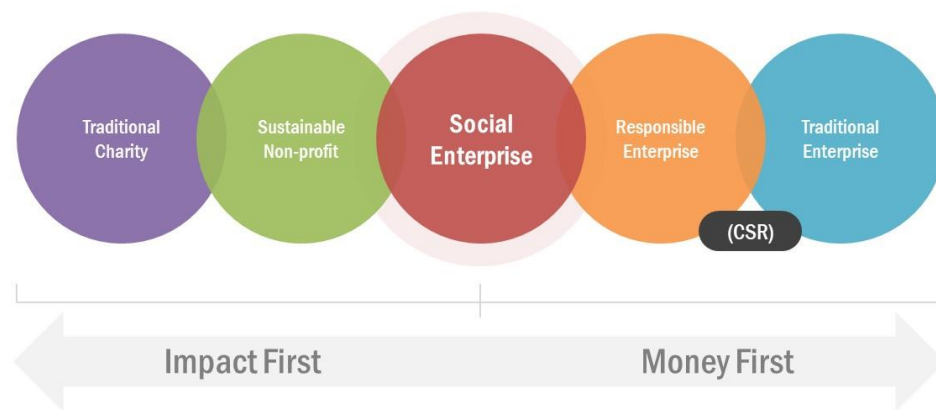 Traditional
Charity
Sustainable
Non-profit
Social
Enterprise
Responsible
Enterprise
Traditional
Enterprise
(CSR)
Impact First
Money First